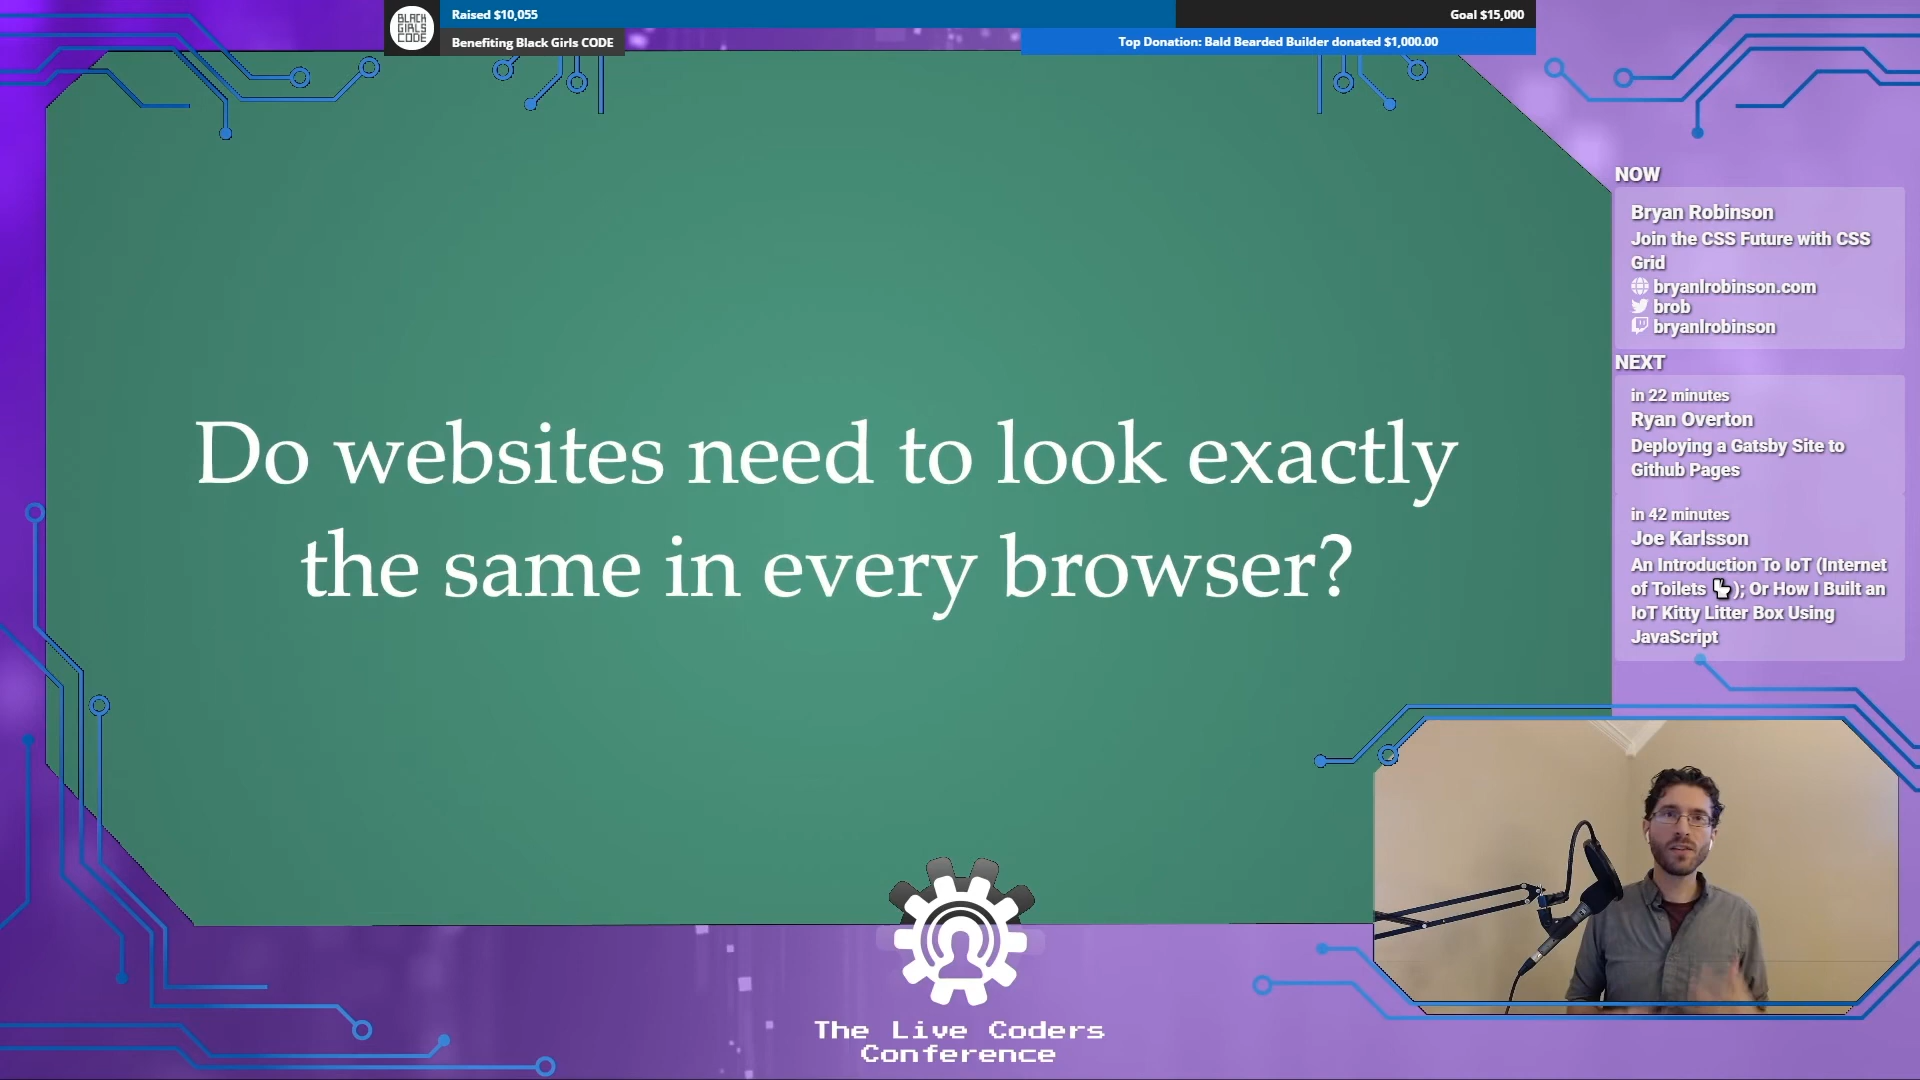 BLACK
GIRLS
CODE
Raised $10,055
Goal $15,000
Benefiting Black Girls CODE
Top Donation: Bald Bearded Builder donated $1,000.00
Do websites need to look exactly
the same in every browser?
NOW
Bryan Robinson
Join the CSS Future with CSS
Grid
bryanlrobinson.com
brob
bryanlrobinson
NEXT
in 22 minutes
Ryan Overton
Deploying a Gatsby Site to
Github Pages
in 42 minutes
Joe Karlsson
An Introduction To IoT (Internet
of Toilets 🚽); Or How I Built an
IoT Kitty Litter Box Using
JavaScript
The Live Coders
Conference